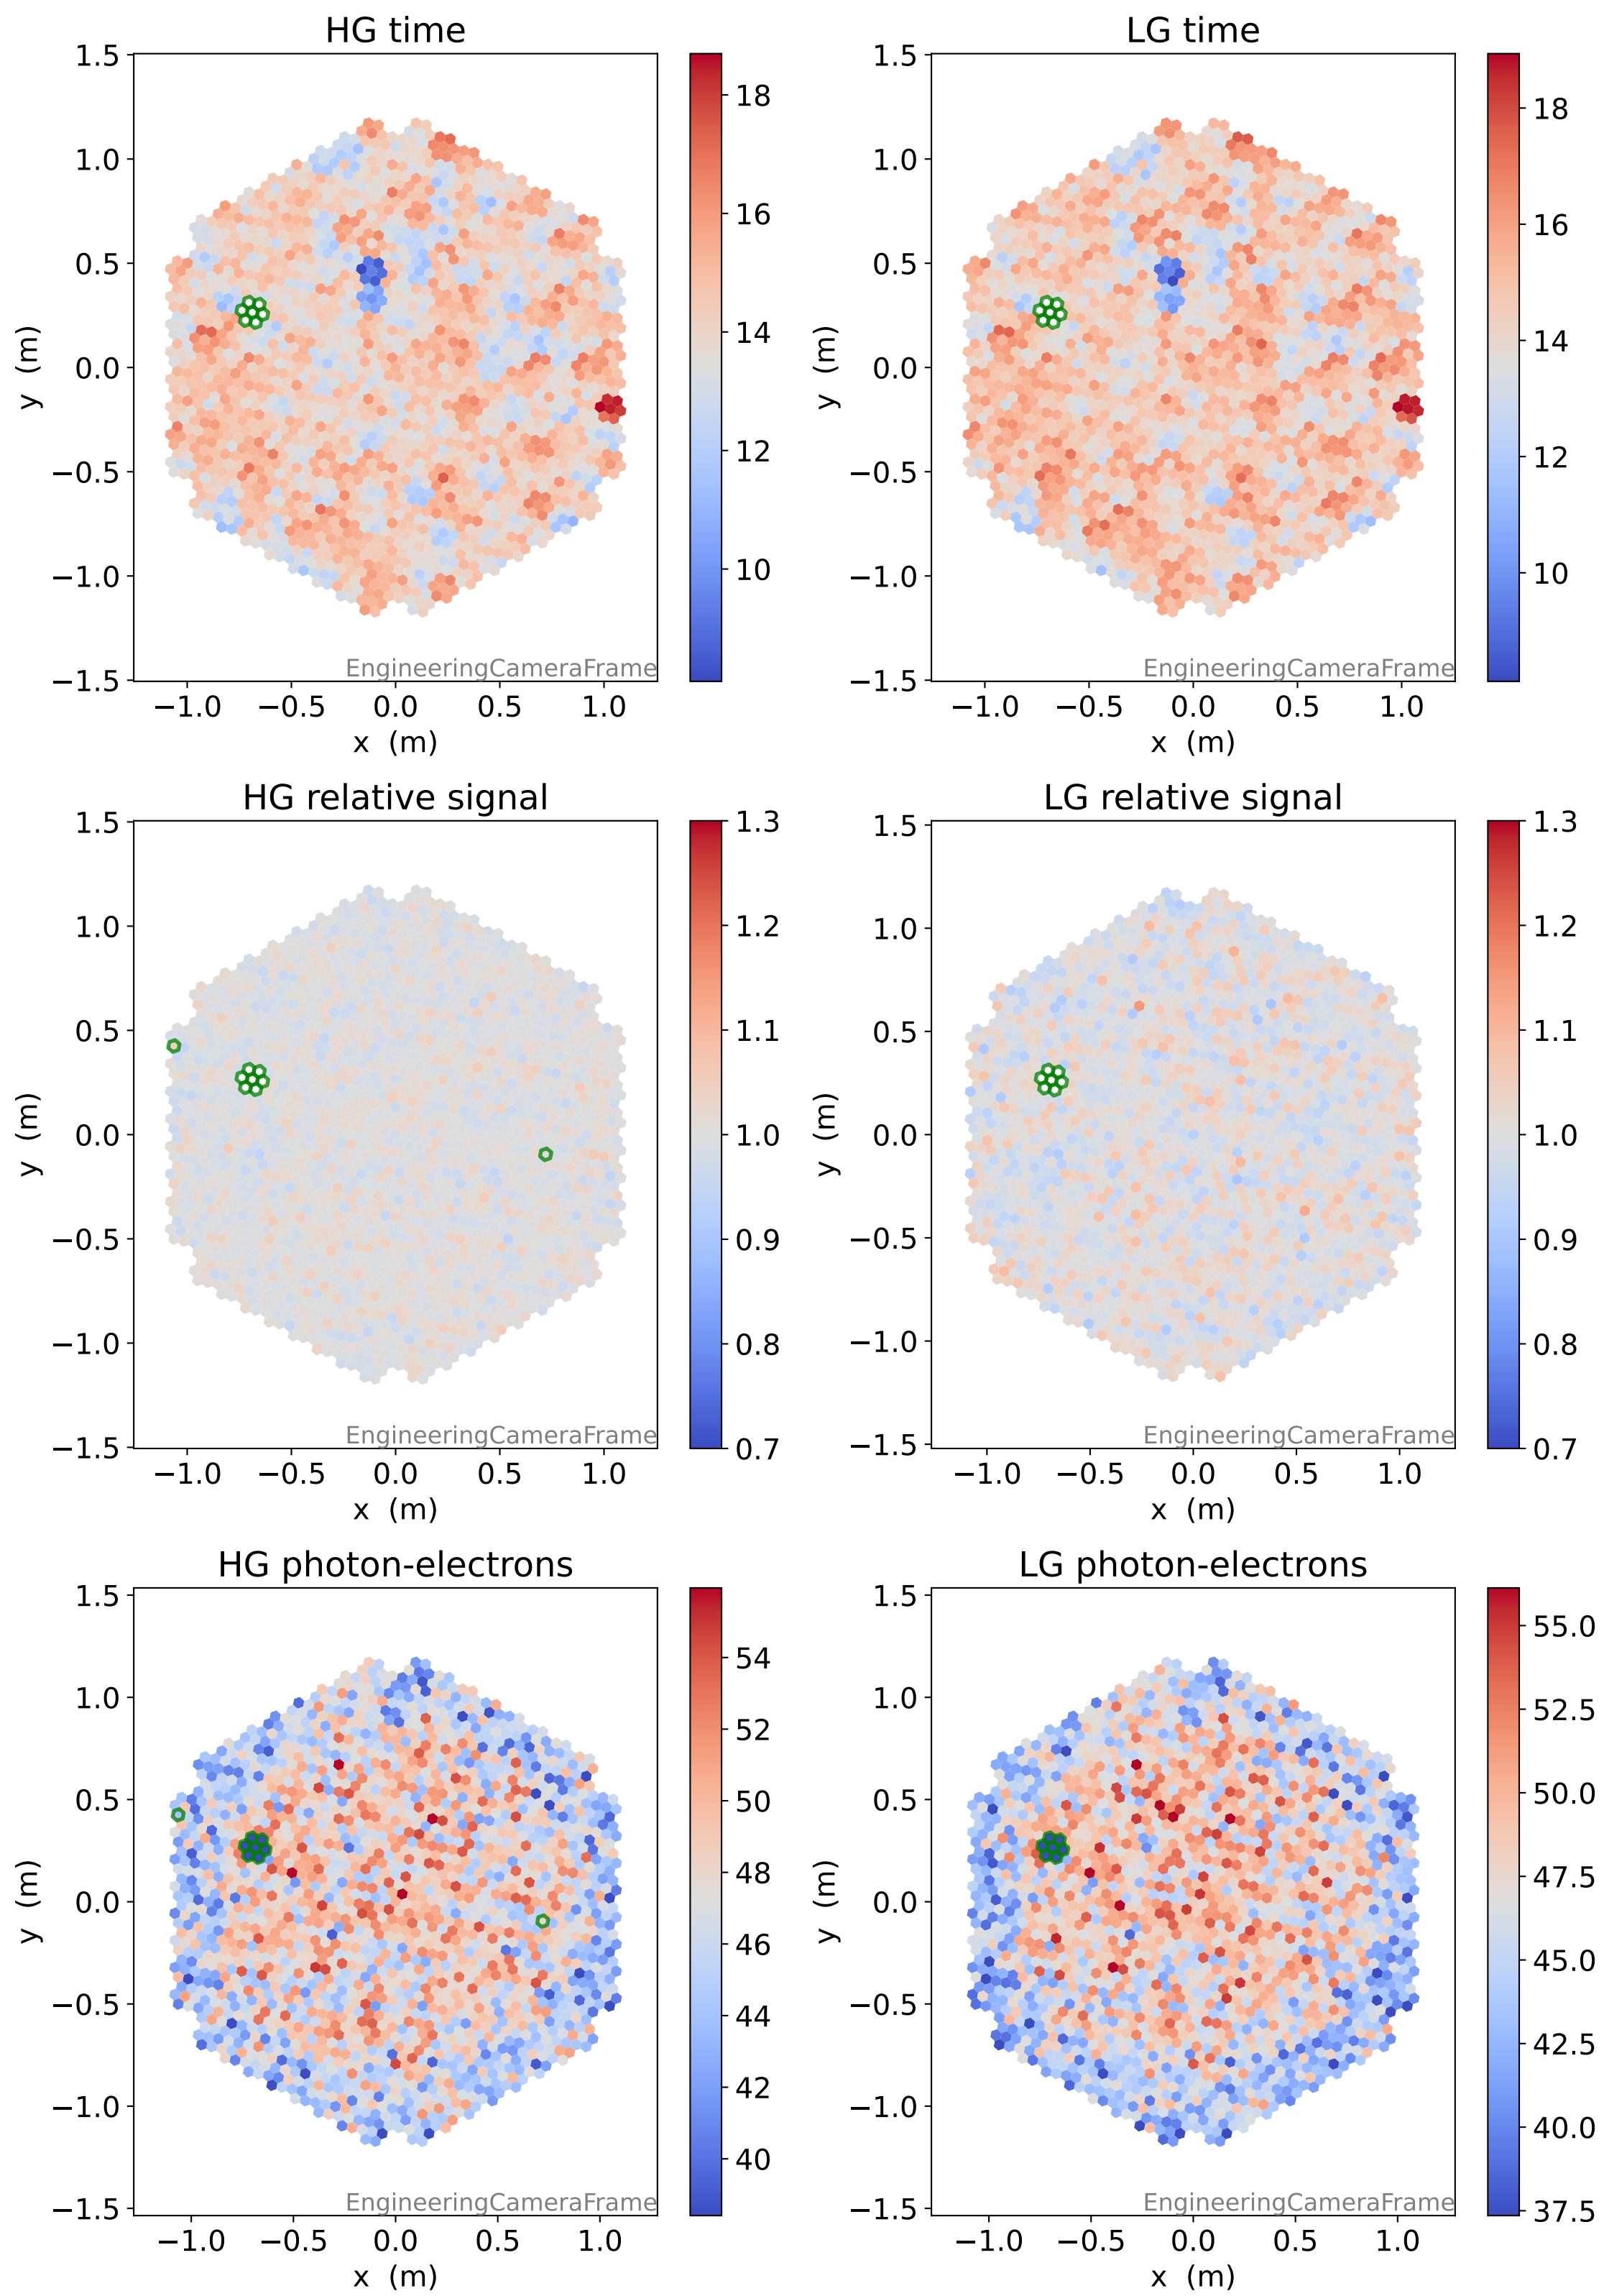 HG time
1.5
1.0
0.5
0.0
−0.5
−1.0
−1.5
y (m)
−1.0 −0.5 0.0 0.5 1.0
x (m)
EngineeringCameraFrame
18
16
14
12
10
LG time
1.5
1.0
0.5
0.0
−0.5
−1.0
−1.5
y (m)
−1.0 −0.5 0.0 0.5 1.0
x (m)
EngineeringCameraFrame
18
16
14
12
10
HG relative signal
1.5
1.0
0.5
0.0
−0.5
−1.0
−1.5
y (m)
−1.0 −0.5 0.0 0.5 1.0
x (m)
EngineeringCameraFrame
1.3
1.2
1.1
1.0
0.9
0.8
0.7
LG relative signal
1.5
1.0
0.5
0.0
−0.5
−1.0
−1.5
y (m)
−1.0 −0.5 0.0 0.5 1.0
x (m)
EngineeringCameraFrame
1.3
1.2
1.1
1.0
0.9
0.8
0.7
HG photon-electrons
1.5
1.0
0.5
0.0
−0.5
−1.0
−1.5
y (m)
−1.0 −0.5 0.0 0.5 1.0
x (m)
EngineeringCameraFrame
54
52
50
48
46
44
42
40
LG photon-electrons
1.5
1.0
0.5
0.0
−0.5
−1.0
−1.5
y (m)
−1.0 −0.5 0.0 0.5 1.0
x (m)
EngineeringCameraFrame
55.0
52.5
50.0
47.5
45.0
42.5
40.0
37.5